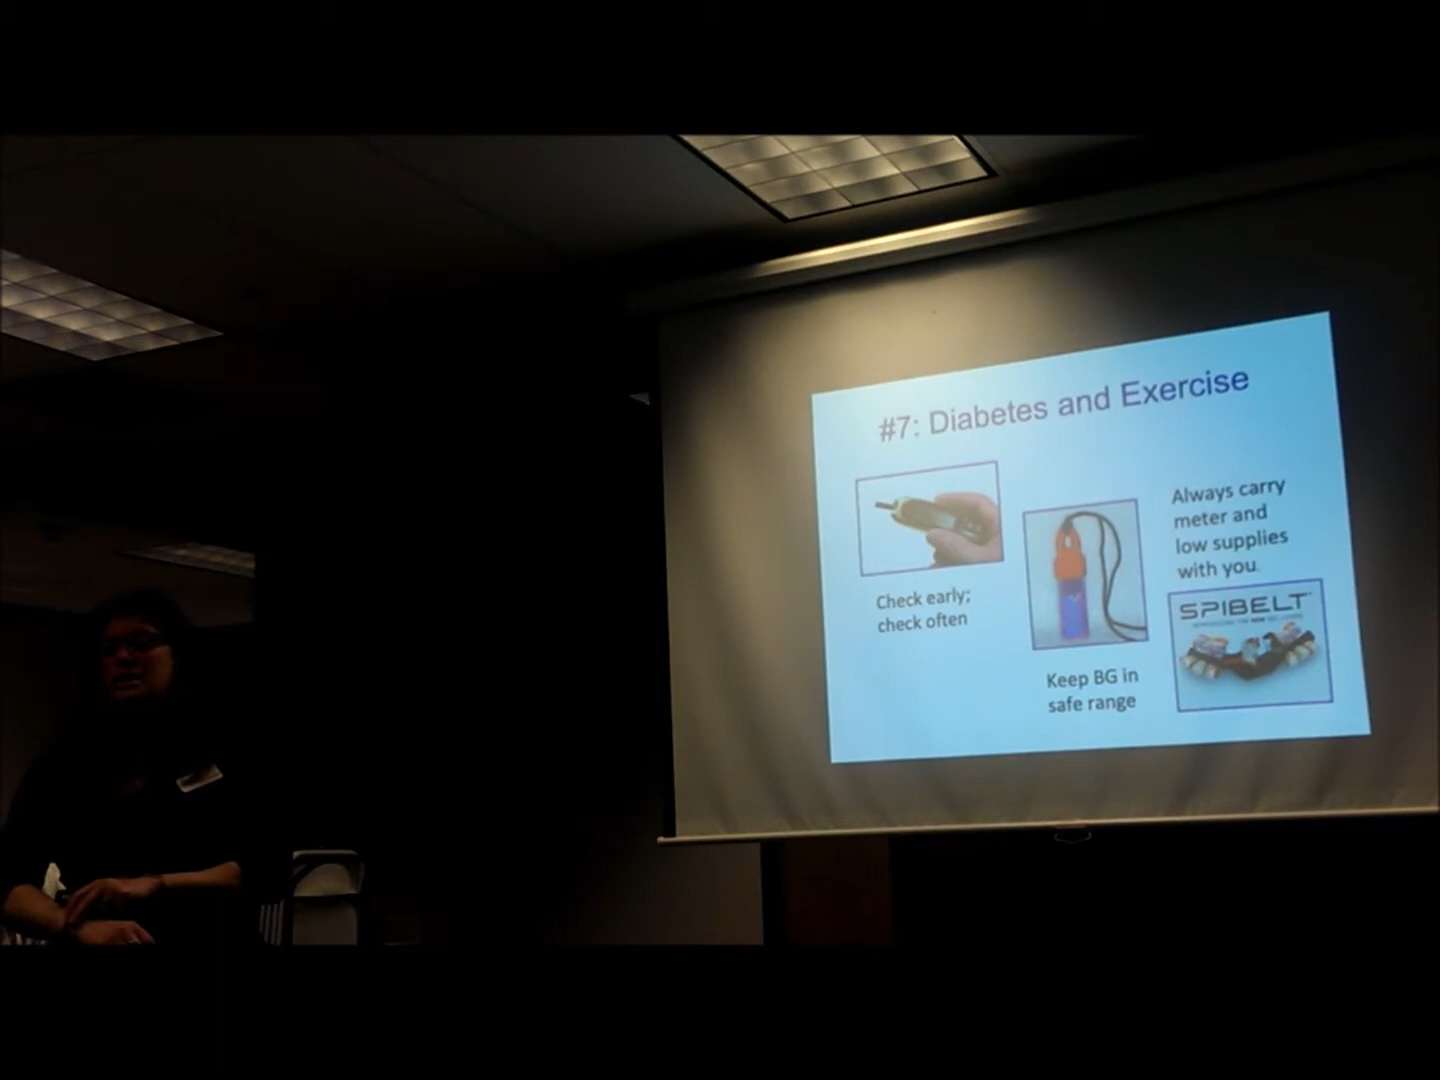 #7: Diabetes and Exercise
Check early;
check often
Keep BG in
safe range
Always carry
meter and
low supplies
with you.
SPIBELT